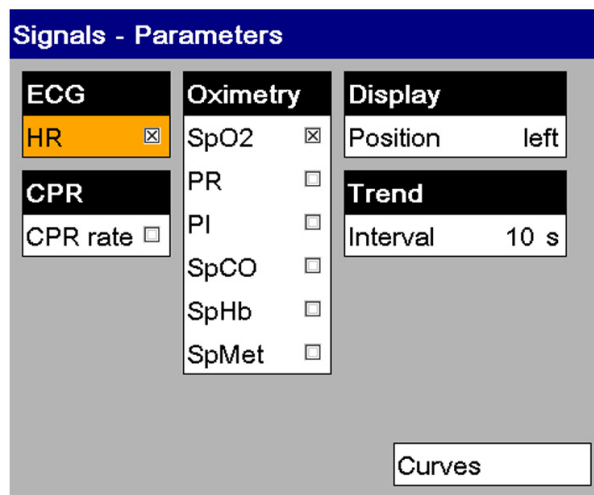 Signals - Parameters
ECG
HR
CPR
CPR rate
Oximetry
SpO2
PR
PI
SpCO
SpHb
SpMet
Display
Position left
Trend
Interval 10 s
Curves